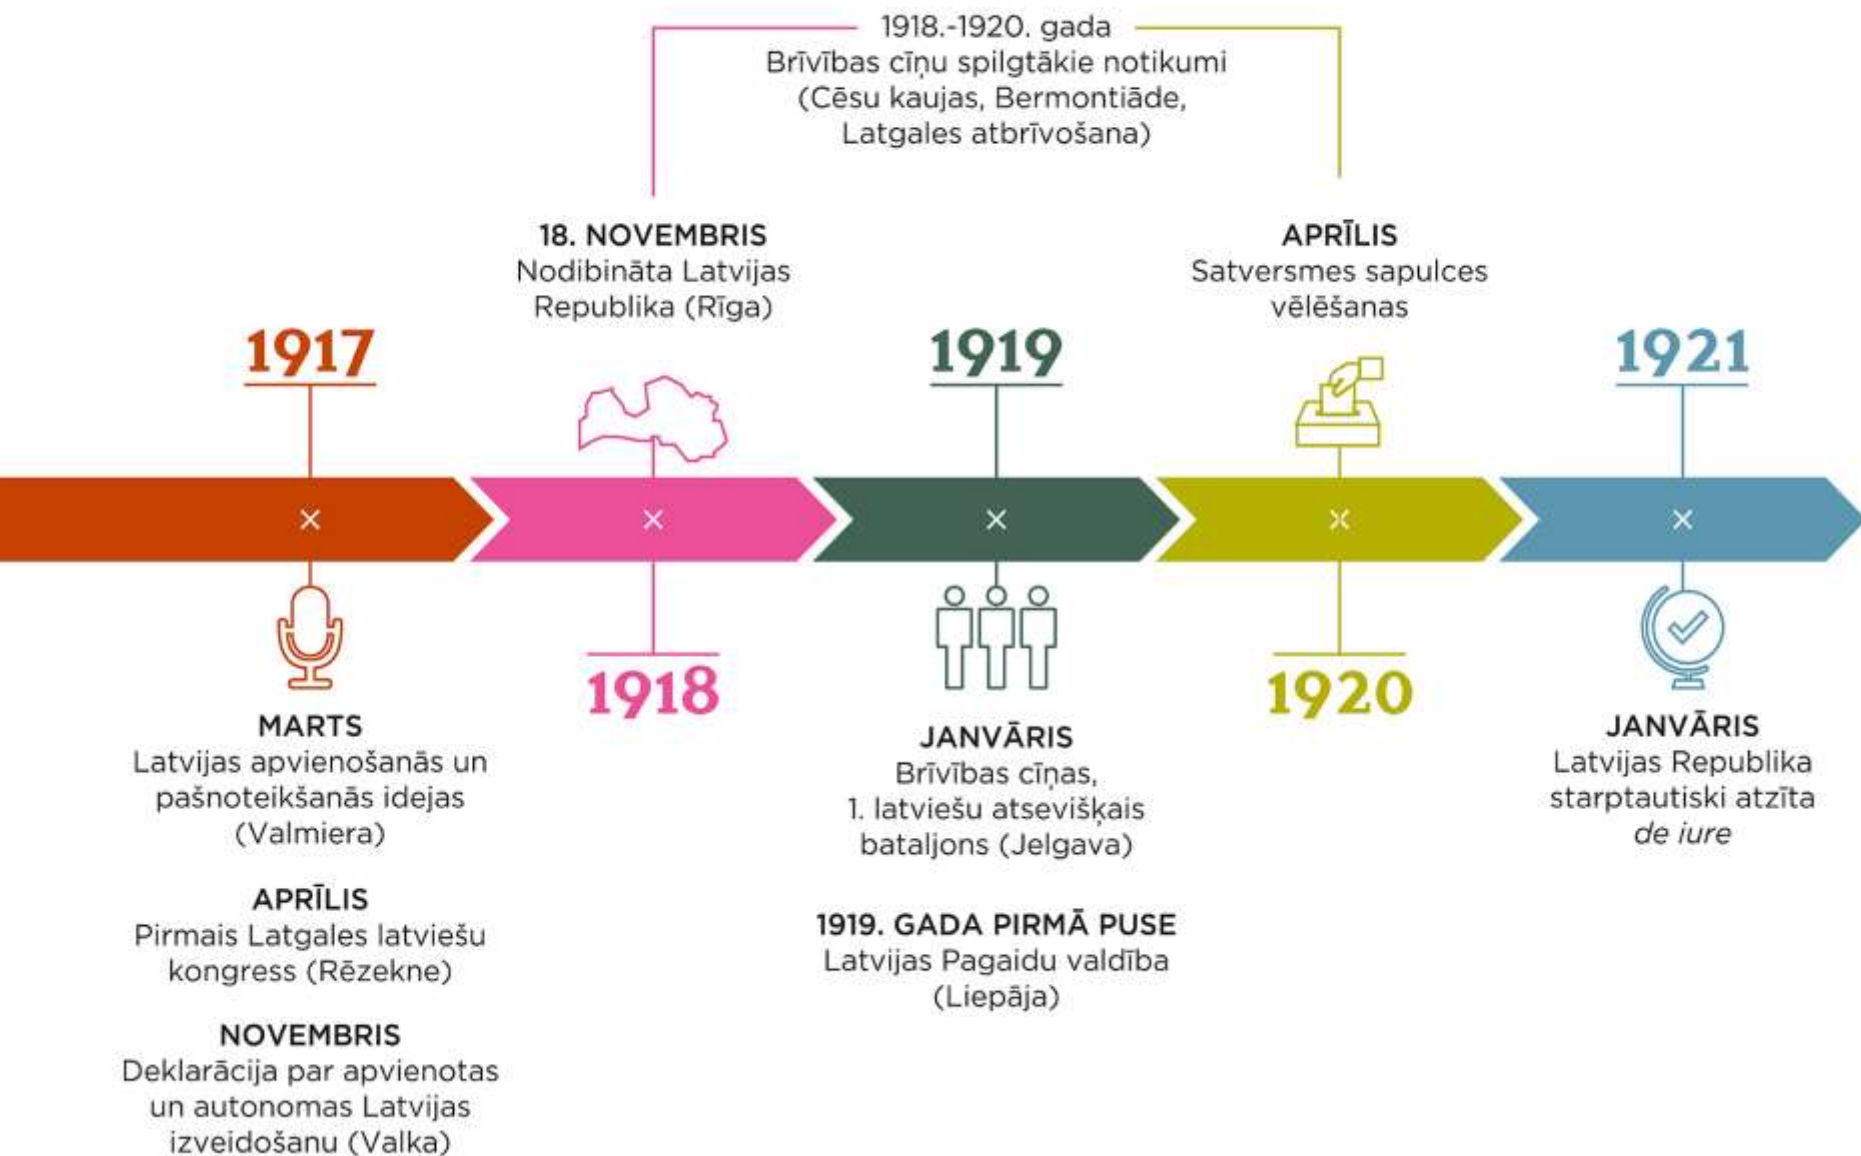 1918.-1920. gada
Brīvības cīņu spilgtākie notikumi
(Cēsu kaujas, Bermontiāde,
Latgales atbrīvošana)
1917
MARTS
Latvijas apvienošanās un
pašnoteikšanās idejas
(Valmiera)
APRĪLIS
Pirmais Latgales latviešu
kongress (Rēzekne)
NOVEMBRIS
Deklarācija par apvienotas
un autonomas Latvijas
izveidošanu (Valka)
18. NOVEMBRIS
Nodibināta Latvijas
Republika (Rīga)
1918
1919
JANVĀRIS
Brīvības cīņas,
1. latviešu atsevišķais
bataljons (Jelgava)
1919. GADA PIRMĀ PUSE
Latvijas Pagaidu valdība
(Liepāja)
APRĪLIS
Satversmes sapulces
vēlēšanas
1920
1921
JANVĀRIS
Latvijas Republika
starptautiski atzīta
de iure